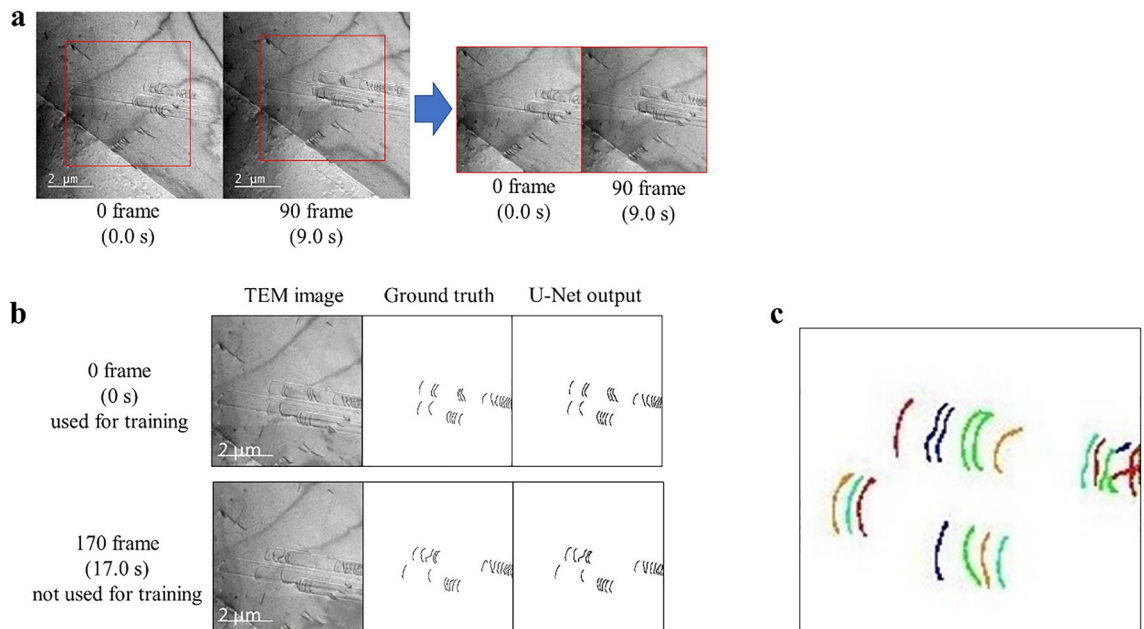 a
2 μm
2 μm
0 frame
(0.0 s)
90 frame
(9.0 s)
0 frame
(0.0 s)
90 frame
(9.0 s)
b
TEM image
Ground truth
U-Net output
0 frame
(0 s)
used for training
2 μm
170 frame
(17.0 s)
not used for training
2 μm
c